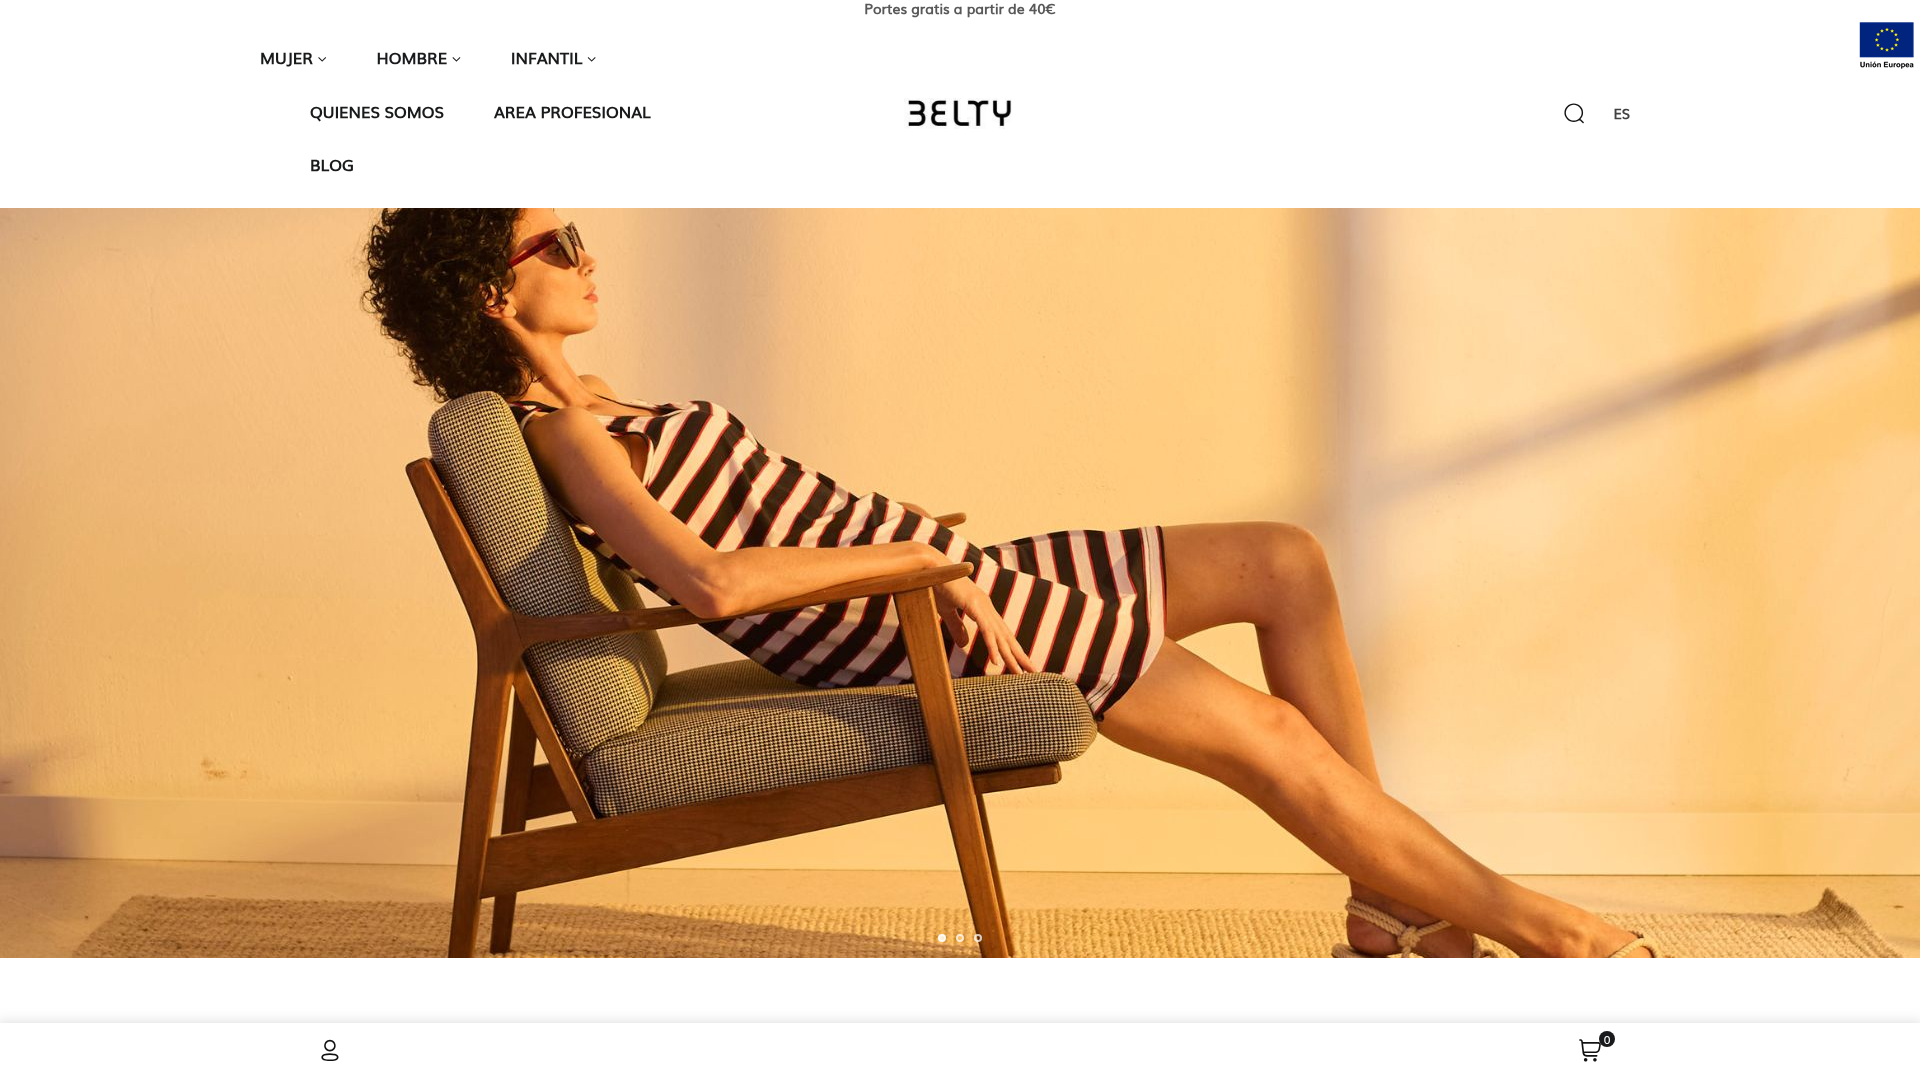 Portes gratis a partir de 40€
MUJER
HOMBRE
INFANTIL
Unión Europea
QUIENES SOMOS
AREA PROFESIONAL
BELTY
ES
BLOG
0